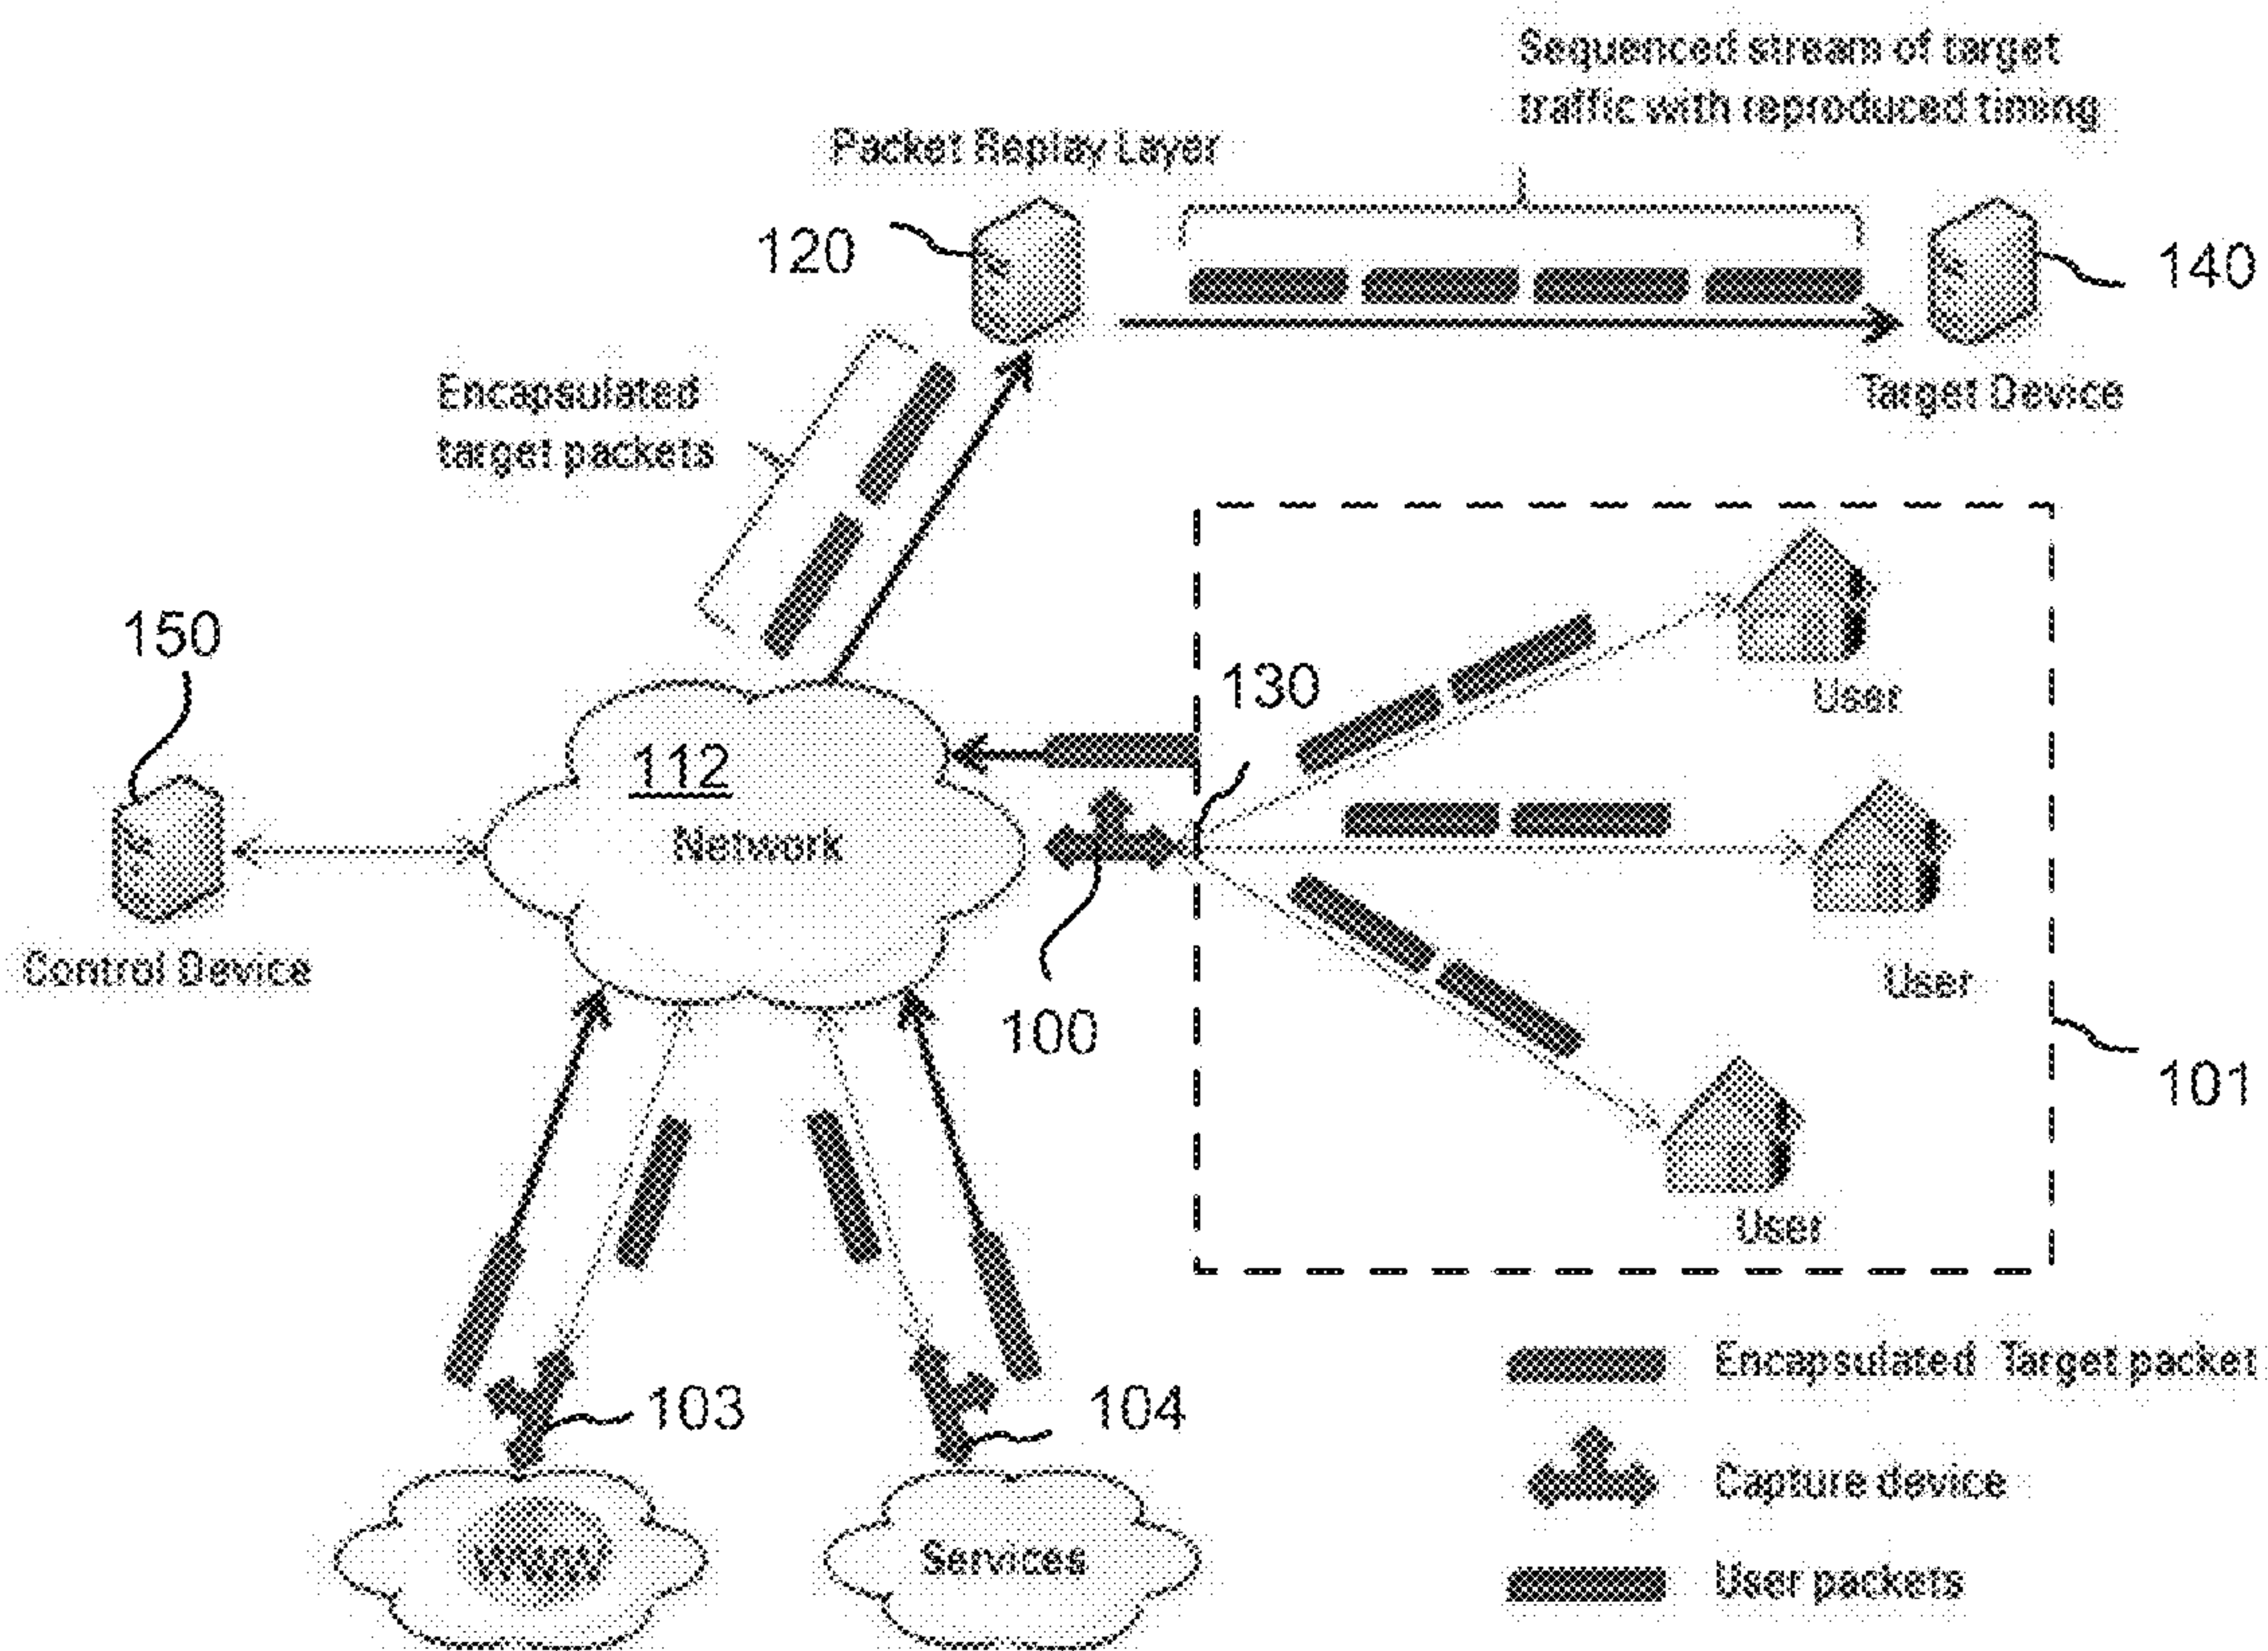 Sequenced stream of target
traffic with reproduced timing
Packet Replay Layer
120
140
Encapsulated
target packets
Target Device
150
130
User
112
Network
Control Device
User
100
101
User
103
104
Encapsulated Target packet
Capture device
Services
User packets